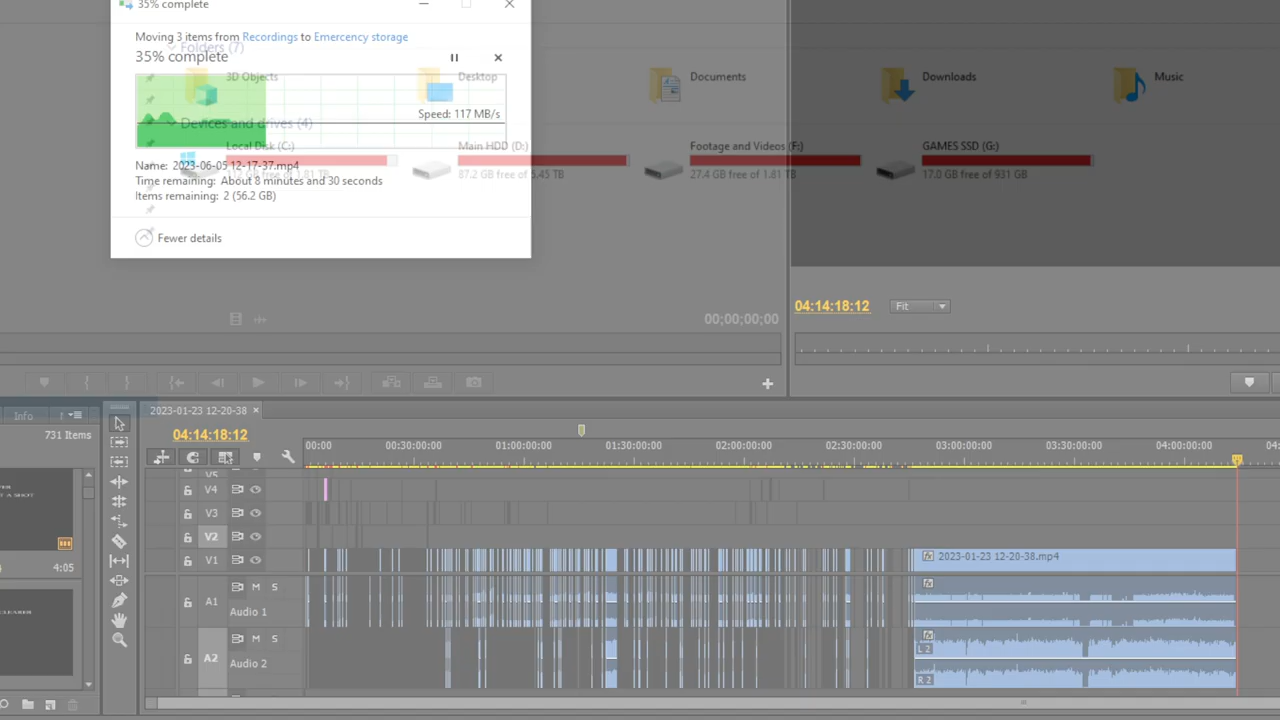 35% complete
Moving 3 items from Recordings to Emercency storage
35% complete
Folders (7)
3D Objects
Desktop
Documents
Downloads
Music
Speed: 117 MB/s
Devices and drives (4)
Local Disk (C:)
Main HDD (D:)
Footage and Videos (F:)
GAMES SSD (G:)
free of 1.81 TB
87.2 GB free of 5.45 TB
27.4 GB free of 1.81 TB
17.0 GB free of 931 GB
Name: 2023-06-05 12-17-37.mp4
Time remaining: About 8 minutes and 30 seconds
Items remaining: 2 (56.2 GB)
Fewer details
04:14:18:12
Fit
00;00;00;00
Info
2023-01-23 12-20-38
731 Items
04:14:18:12
00:00
00:30:00:00
01:00:00:00
01:30:00:00
02:00:00:00
02:30:00:00
03:00:00:00
03:30:00:00
04:00:00:00
V5
V4
V3
V2
V1
2023-01-23 12-20-38.mp4
4:05
A1
M
S
Audio 1
A2
M
S
Audio 2
L 2
R 2